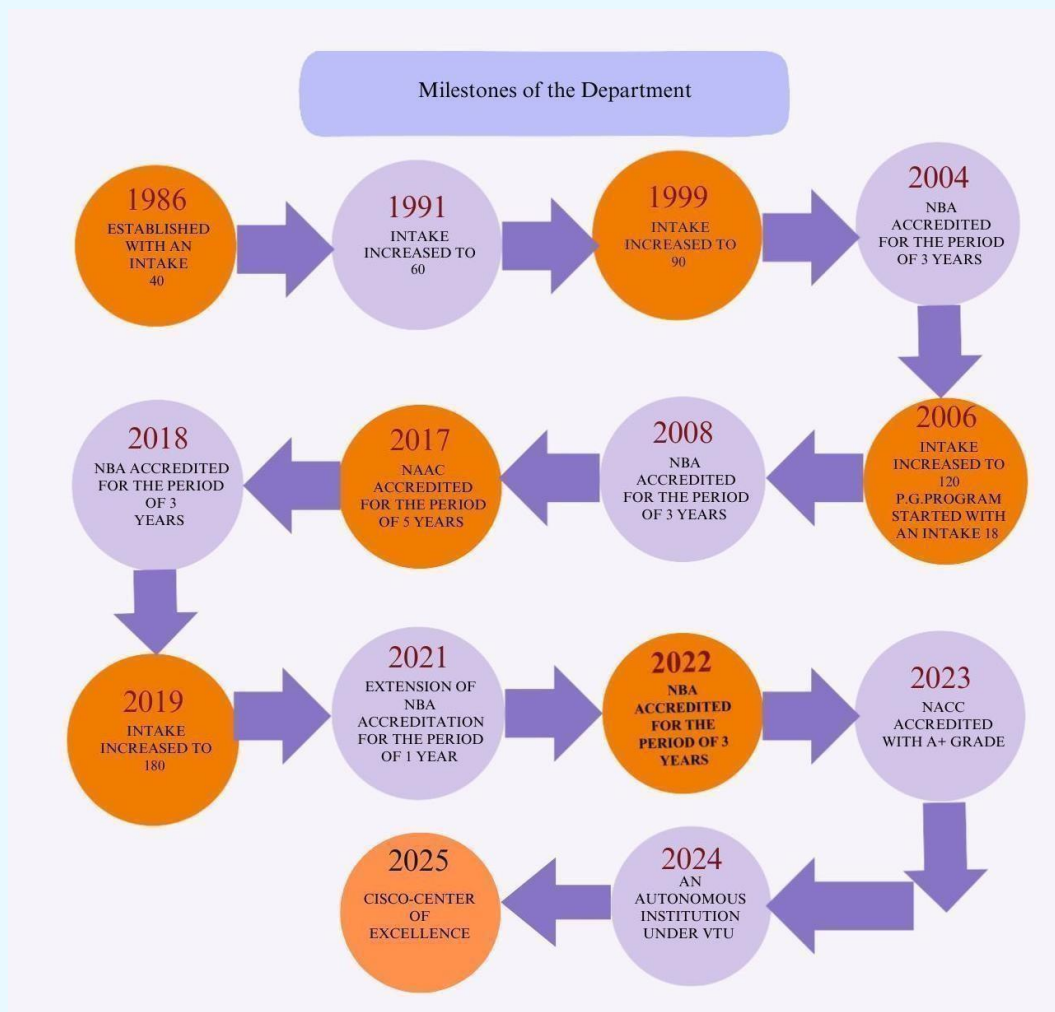 Milestones of the Department
1986
ESTABLISHED
WITH AN
INTAKE
40
1991
INTAKE
INCREASED TO
60
1999
INTAKE
INCREASED TO
90
2004
NBA
ACCREDITED
FOR THE PERIOD
OF 3 YEARS
2006
INTAKE
INCREASED TO
120
P.G.PROGRAM
STARTED WITH
AN INTAKE 18
2008
NBA
ACCREDITED
FOR THE PERIOD
OF 3 YEARS
2017
NAAC
ACCREDITED
FOR THE PERIOD
OF 5 YEARS
2018
NBA ACCREDITED
FOR THE PERIOD
OF 3
YEARS
2019
INTAKE
INCREASED TO
180
2021
EXTENSION OF
NBA
ACCREDITATION
FOR THE PERIOD
OF 1 YEAR
2022
NBA
ACCREDITED
FOR THE
PERIOD OF 3
YEARS
2023
NACC
ACCREDITED
WITH A+ GRADE
2024
AN
AUTONOMOUS
INSTITUTION
UNDER VTU
2025
CISCO-CENTER
OF
EXCELLENCE